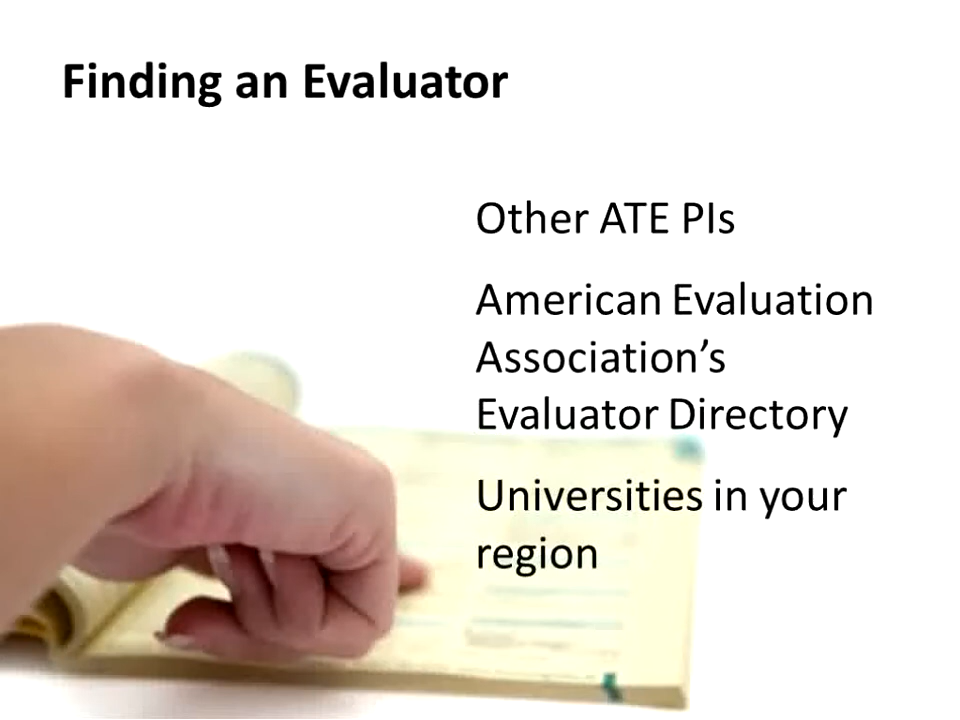 Finding an Evaluator
Other ATE PIs
American Evaluation
Association’s
Evaluator Directory
Universities in your
region